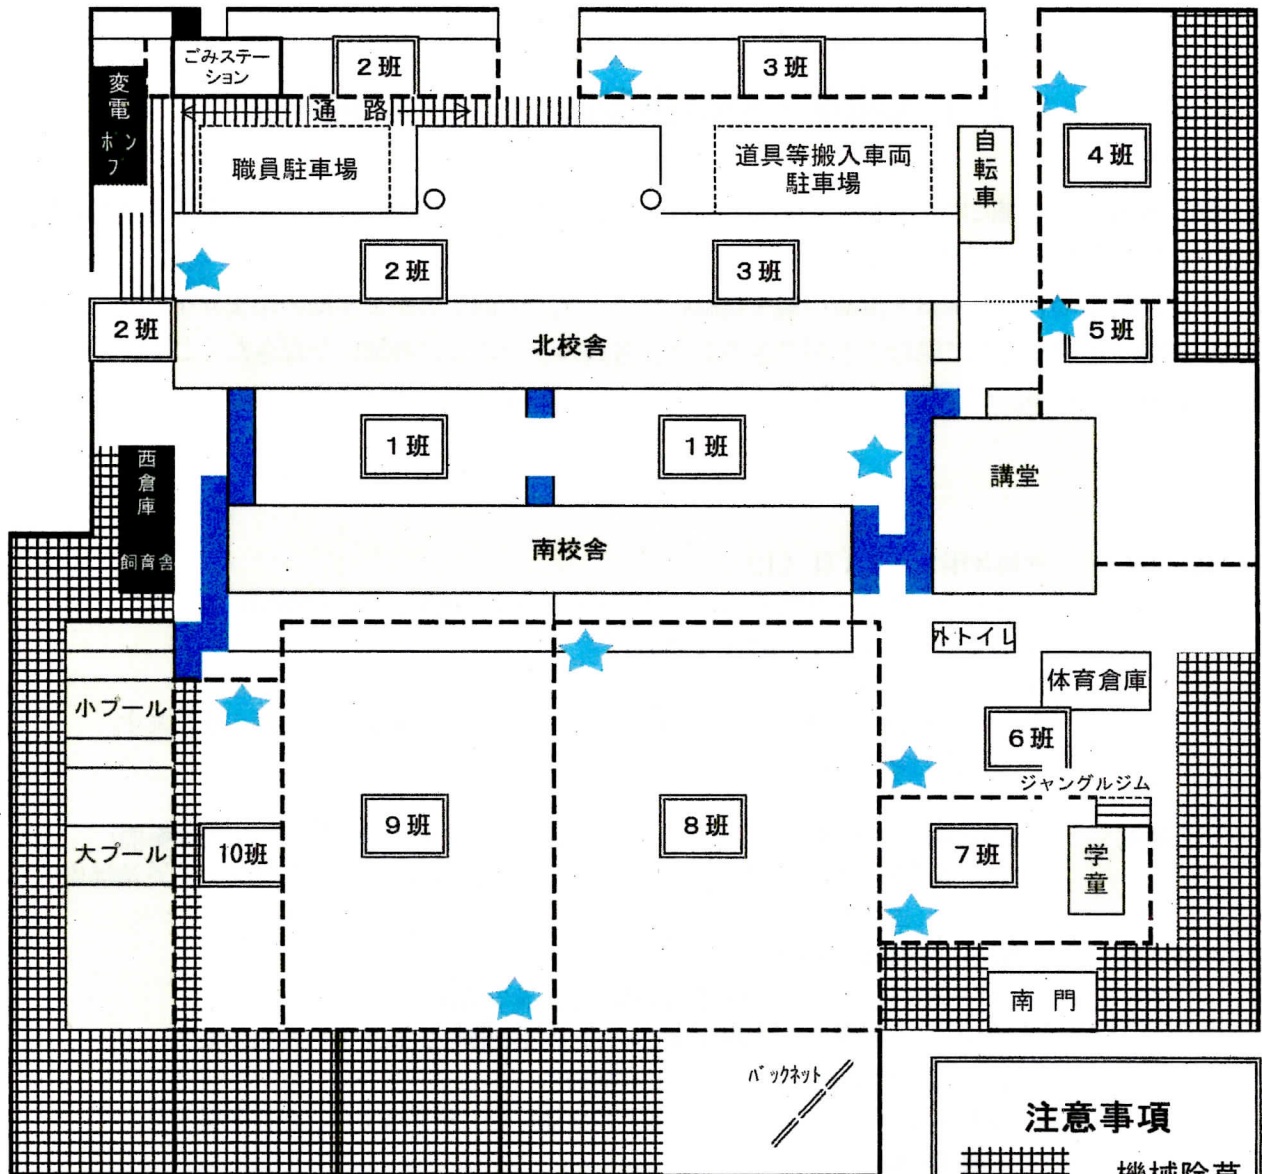 ごみステー
ション
2班
3班
変電
ポンプ
通 路
職員駐車場
道具等搬入車両
駐車場
自転車
4班
2班
3班
2班
5班
北校舎
1班
1班
西倉庫
飼育舎
講堂
南校舎
外トイレ
体育倉庫
小プール
6班
ジャングルジム
大プール
10班
9班
8班
7班
学童
南 門
バックネット
注意事項
機械除草